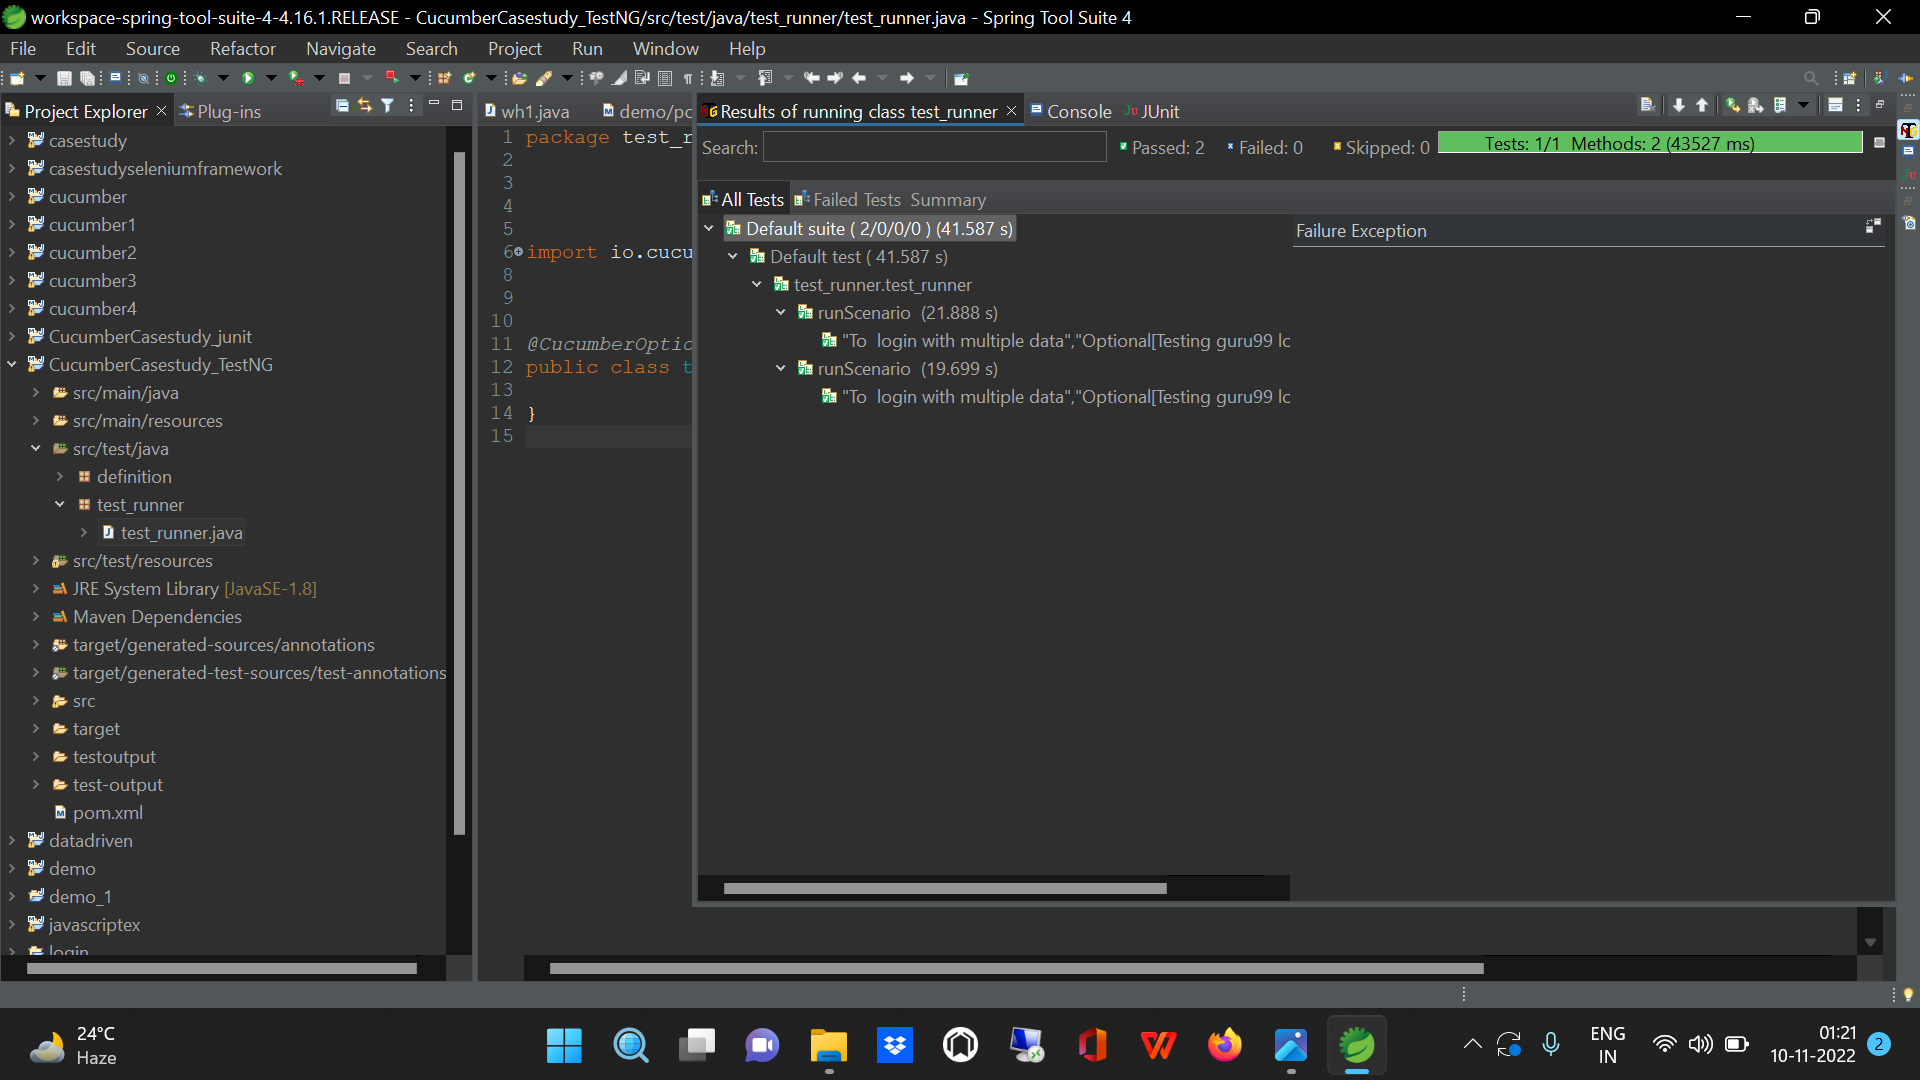 workspace-spring-tool-suite-4-4.16.1.RELEASE - CucumberCasestudy_TestNG/src/test/java/test_runner/test_runner.java - Spring Tool Suite 4
File Edit Source Refactor Navigate Search Project Run Window Help
Project Explorer
Plug-ins
casestudy
casestudyseleniumframework
cucumber
cucumber1
cucumber2
cucumber3
cucumber4
CucumberCasestudy_junit
CucumberCasestudy_TestNG
src/main/java
src/main/resources
src/test/java
definition
test_runner
test_runner.java
src/test/resources
JRE System Library [JavaSE-1.8]
Maven Dependencies
target/generated-sources/annotations
target/generated-test-sources/test-annotations
src
target
testoutput
test-output
pom.xml
datadriven
demo
demo_1
javascriptex
login
wh1.java
demo/po
1 package test_r
2
3
4
5
6 import io.cucu
8
9
10
11 @CucumberOptio
12 public class t
13
14 }
15
Results of running class test_runner
Console
JUnit
Search:
Passed: 2
Failed: 0
Skipped: 0
Tests: 1/1 Methods: 2 (43527 ms)
All Tests
Failed Tests
Summary
Default suite ( 2/0/0/0 ) (41.587 s)
Default test ( 41.587 s)
test_runner.test_runner
runScenario (21.888 s)
"To login with multiple data","Optional[Testing guru99 lo
runScenario (19.699 s)
"To login with multiple data","Optional[Testing guru99 lo
Failure Exception
24°C
Haze
ENG
IN
01:21
10-11-2022
2